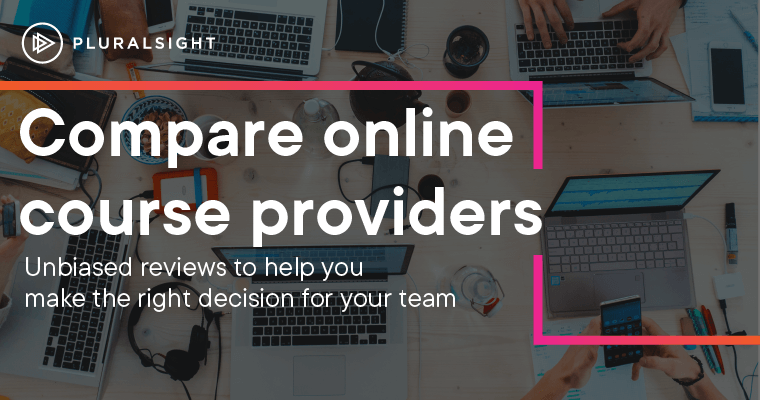 PLURALSIGHT
Compare online
course providers
Unbiased reviews to help you
make the right decision for your team